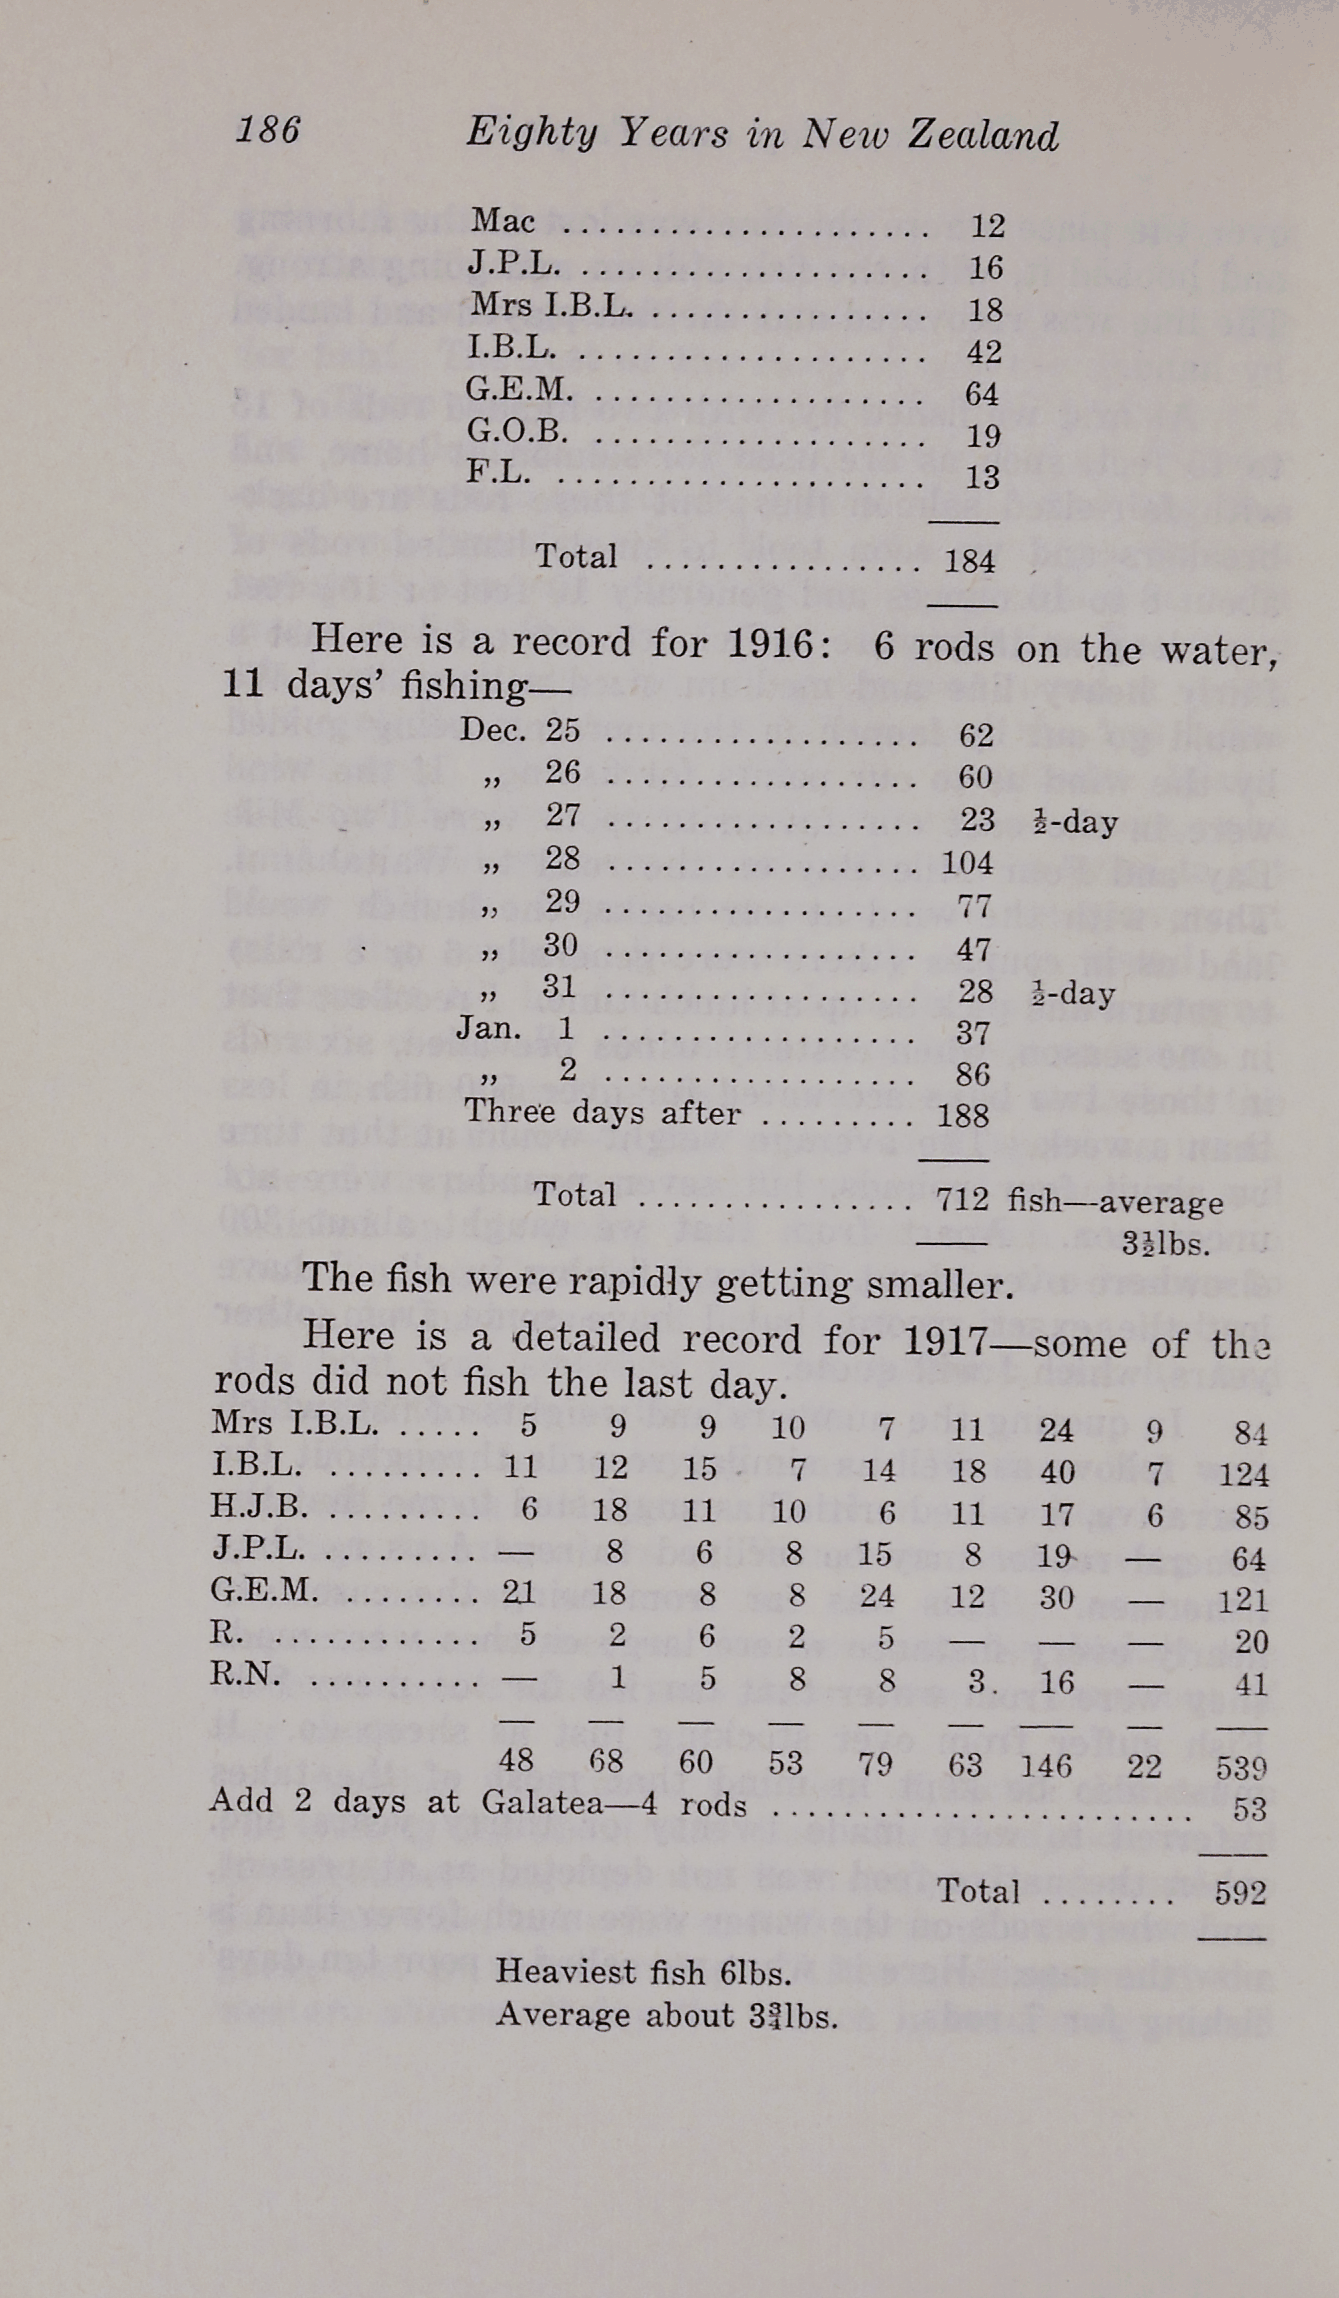 186 Eighty Years in New Zealand
Mac ..................... 12
J.P.L. .................... 16
Mrs I.B.L. ................ 18
I.B.L. .................... 42
G.E.M. ................... 64
G.O.B. ................... 19
F.L. ..................... 13
Total ................ 184
Here is a record for 1916: 6 rods on the water,
11 days' fishing—
Dec. 25 .................. 62
„ 26 .................. 60
„ 27 .................. 23 ½-day
„ 28 .................. 104
„ 29 .................. 77
„ 30 .................. 47
„ 31 .................. 28 ½-day
Jan. 1 .................. 37
„ 2 .................. 86
Three days after ......... 188
Total ................ 712 fish—average
3½lbs.
The fish were rapidly getting smaller.
Here is a detailed record for 1917—some of the
rods did not fish the last day.
Mrs I.B.L. ..... 5 9 9 10 7 11 24 9 84
I.B.L. ......... 11 12 15 7 14 18 40 7 124
H.J.B. ......... 6 18 11 10 6 11 17 6 85
J.P.L. ......... — 8 6 8 15 8 19 — 64
G.E.M. ........ 21 18 8 8 24 12 30 — 121
R. ............ 5 2 6 2 5 — — — 20
R.N. .......... — 1 5 8 8 3 16 — 41
48 68 60 53 79 63 146 22 539
Add 2 days at Galatea—4 rods ........................ 53
Total ........ 592
Heaviest fish 6lbs.
Average about 3¾lbs.